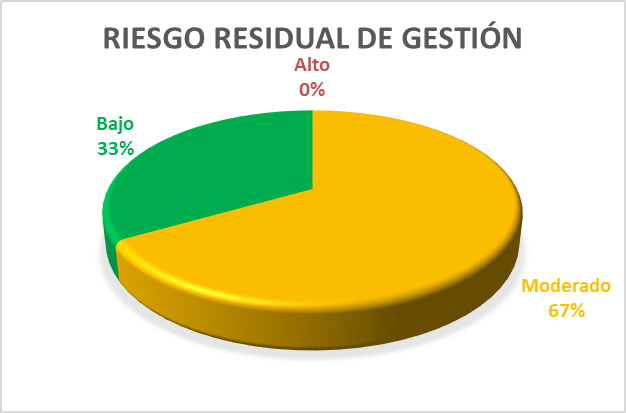 RIESGO RESIDUAL DE GESTIÓN
Alto
0%
Bajo
33%
Moderado
67%